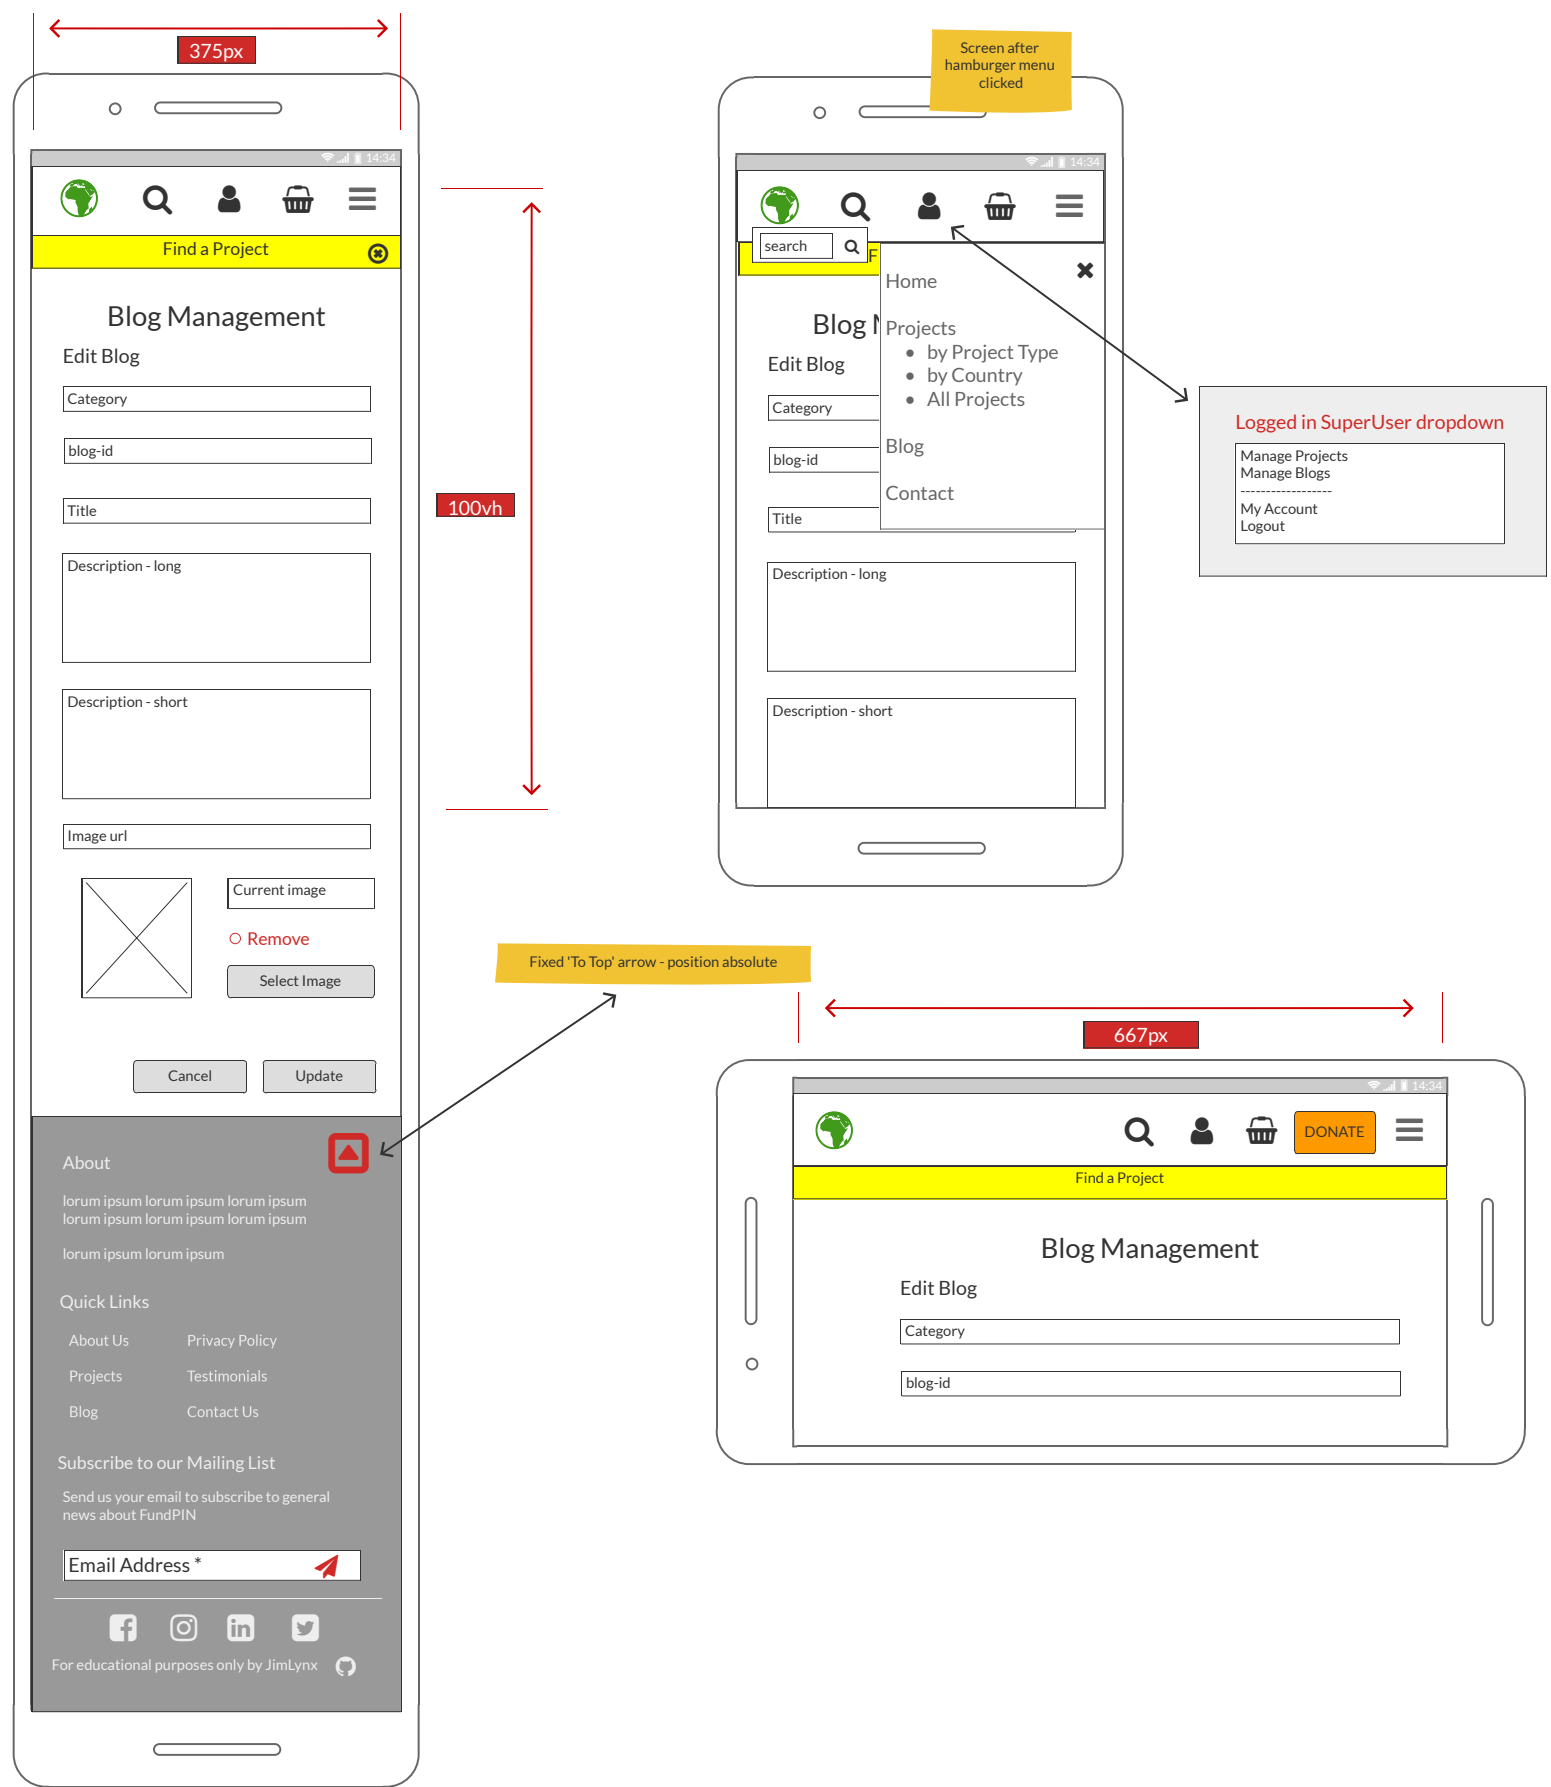 375px
14:34
Find a Project
Blog Management
Edit Blog
Category
blog-id
Title
Description - long
Description - short
Image url
Current image
Remove
Select Image
Cancel
Update
About
lorum ipsum lorum ipsum lorum ipsum
lorum ipsum lorum ipsum lorum ipsum
lorum ipsum lorum ipsum
Quick Links
About Us
Privacy Policy
Projects
Testimonials
Blog
Contact Us
Subscribe to our Mailing List
Send us your email to subscribe to general
news about FundPIN
Email Address *
For educational purposes only by JimLynx
100vh
Screen after
hamburger menu
clicked
14:34
search
F
Home
Projects
• by Project Type
• by Country
• All Projects
Blog
Contact
Blog M
Edit Blog
Category
blog-id
Title
Description - long
Description - short
Logged in SuperUser dropdown
Manage Projects
Manage Blogs
------------------
My Account
Logout
Fixed 'To Top' arrow - position absolute
667px
14:34
DONATE
Find a Project
Blog Management
Edit Blog
Category
blog-id